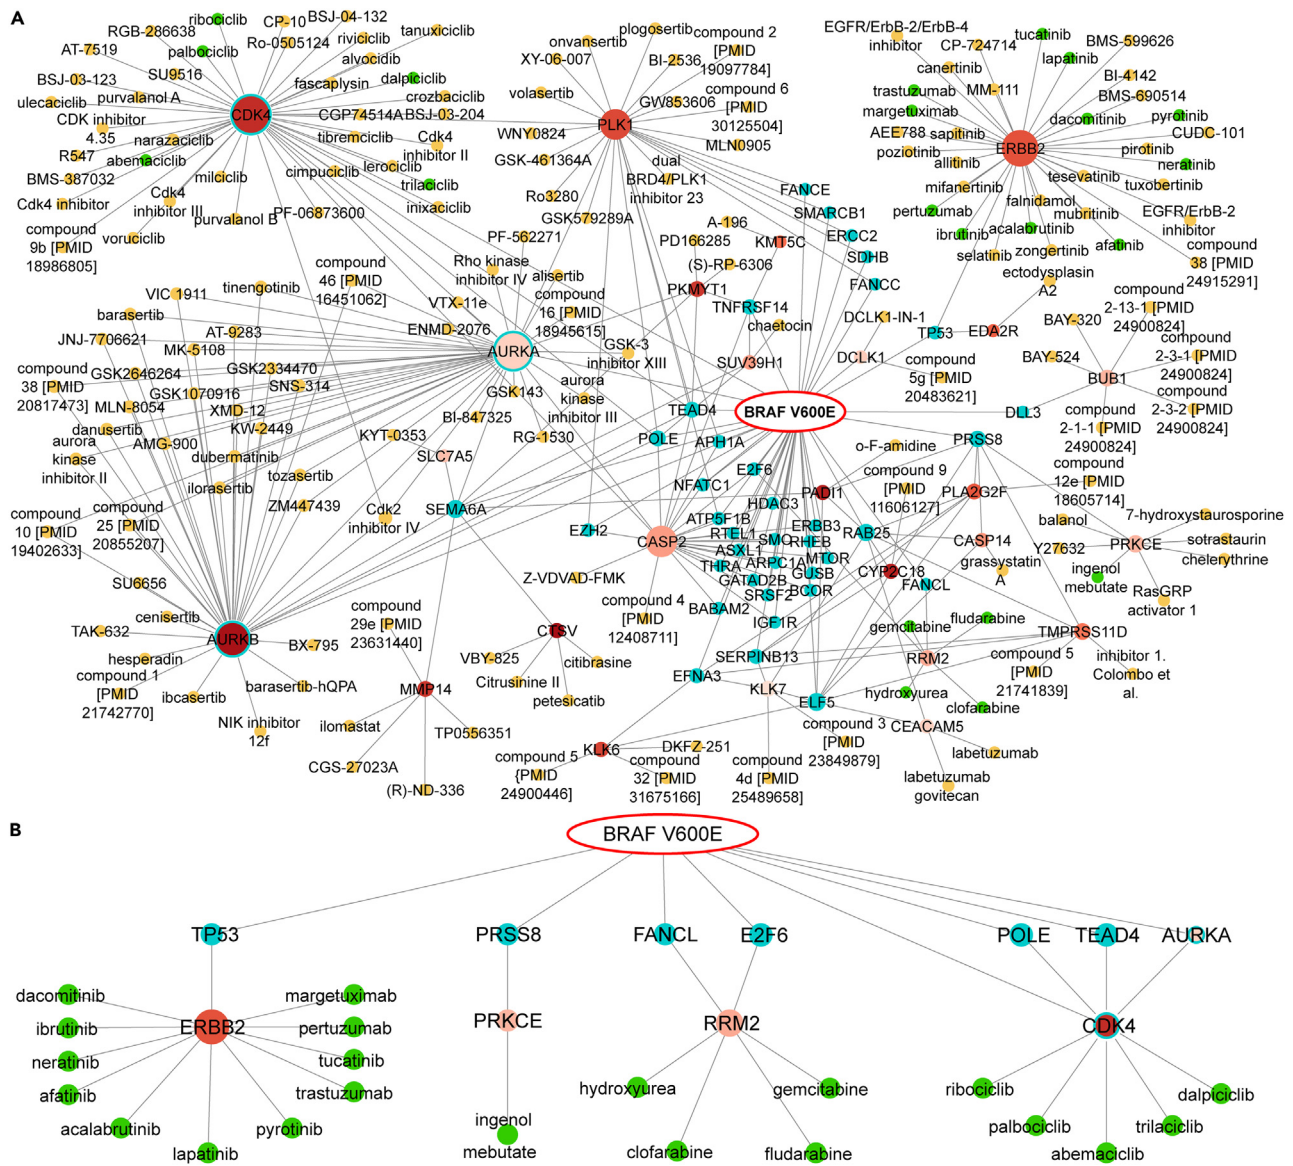 A
ribociclib
CP-10
BSJ-04-132
RGB-286638
Ro-0505124
riviciclib
tanuxiciclib
AT-7519
palbociclib
alvocidib
SU9516
fascaplysin
dalpiciclib
BSJ-03-123
purvalanol A
crozbaciclib
ulecaciclib
CDK4
CGP74514A
BSJ-03-204
CDK inhibitor
4.35
narazaciclib
tibremciclib
Cdk4
inhibitor II
R547
abemaciclib
lerociclib
cimpuciclib
BMS-387032
milciclib
trilaciclib
Cdk4 inhibitor
Cdk4
inhibitor III
inixaciclib
purvalanol B
PF-06873600
compound
9b [PMID
18986805]
voruciclib
plogosertib
onvansertib
compound 2
[PMID
19097784]
XY-06-007
BI-2536
volasertib
GW853606
compound 6
[PMID
30125504]
PLK1
WNY0824
MLN0905
GSK-461364A
dual
BRD4/PLK1
inhibitor 23
Ro3280
GSK579289A
FANCE
SMARCB1
ERCC2
SDHB
FANCC
A-196
PD166285
KMT5C
(S)-RP-6306
PKMYT1
TNFRSF14
chaetocin
DCLK1-IN-1
SUV39H1
DCLK1
EGFR/ErbB-2/ErbB-4
inhibitor
CP-724714
tucatinib
BMS-599626
canertinib
lapatinib
trastuzumab
MM-111
BI-4142
margetuximab
BMS-690514
dacomitinib
pyrotinib
AEE788
sapitinib
CUDC-101
ERBB2
poziotinib
pirotinib
allitinib
neratinib
tesevatinib
mifanertinib
tuxobertinib
falnidamol
pertuzumab
mubritinib
EGFR/ErbB-2
inhibitor
ibrutinib
acalabrutinib
afatinib
selatinib
zongertinib
compound
38 [PMID
24915291]
ectodysplasin
A2
TP53
EDA2R
compound
2-13-1 [PMID
24900824]
BAY-320
BAY-524
compound
2-3-1 [PMID
24900824]
BUB1
compound
5g [PMID
20483621]
compound
2-3-2 [PMID
24900824]
DLL3
compound
2-1-1 [PMID
24900824]
PF-562271
Rho kinase
inhibitor IV
alisertib
compound
46 [PMID
16451062]
VTX-11e
compound
16 [PMID
18945615]
ENMD-2076
AURKA
GSK-3
inhibitor XIII
GSK143
aurora
kinase
inhibitor III
BI-847325
RG-1530
KYT-0353
SLC7A5
VIC 1911
tinengotinib
barasertib
JNJ-7706621
AT-9283
MK-5108
GSK2646264
GSK2334470
compound
38 [PMID
20817473]
GSK1070916
SNS-314
MLN-8054
XMD-12
danusertib
KW-2449
aurora
kinase
inhibitor II
AMG-900
dubermatinib
tozasertib
ilorasertib
ZM447439
Cdk2
inhibitor IV
SEMA6A
compound
10 [PMID
19402633]
compound
25 [PMID
20855207]
SU6656
cenisertib
TAK-632
AURKB
BX-795
hesperadin
compound 1
[PMID
21742770]
ibcasertib
barasertib-hQPA
NIK inhibitor
12f
compound
29e [PMID
23631440]
MMP14
ilomastat
TP0556351
CGS-27023A
(R)-ND-336
BRAF V600E
TEAD4
POLE
APH1A
E2F6
NFATC1
PADI1
HDAC3
EZH2
ATP5F1B
ERBB3
CASP2
RTEL1
SMO
RHEB
RAB25
ASXL1
MTOR
THRA
ARPC1A
GUSB
CYP2C18
GATAD2B
BCOR
SRSF2
FANCL
BABAM2
IGF1R
Z-VDVAD-FMK
compound 4
[PMID
12408711]
CTSV
VBY-825
citibrasine
Citrusinine II
petesicatib
SERPINB13
EFNA3
KLK7
ELF5
KLK6
DKFZ-251
compound 5
{PMID
24900446]
compound
32 [PMID
31675166]
compound
4d [PMID
25489658]
compound 3
[PMID
23849879]
o-F-amidine
PRSS8
compound 9
[PMID
11606127]
PLA2G2F
compound
12e [PMID
18605714]
balanol
7-hydroxystaurosporine
CASP14
Y27632
PRKCE
sotrastaurin
grassystatin
A
chelerythrine
ingenol
mebutate
RasGRP
activator 1
fludarabine
gemcitabine
TMPRSS11D
RRM2
compound 5
[PMID
21741839]
inhibitor 1.
Colombo et
al.
hydroxyurea
clofarabine
CEACAM5
labetuzumab
labetuzumab
govitecan
B
BRAF V600E
TP53
PRSS8
FANCL
E2F6
POLE
TEAD4
AURKA
dacomitinib
margetuximab
ibrutinib
ERBB2
pertuzumab
PRKCE
RRM2
CDK4
neratinib
tucatinib
afatinib
trastuzumab
hydroxyurea
gemcitabine
ribociclib
dalpiciclib
acalabrutinib
pyrotinib
ingenol
mebutate
palbociclib
trilaciclib
lapatinib
clofarabine
fludarabine
abemaciclib